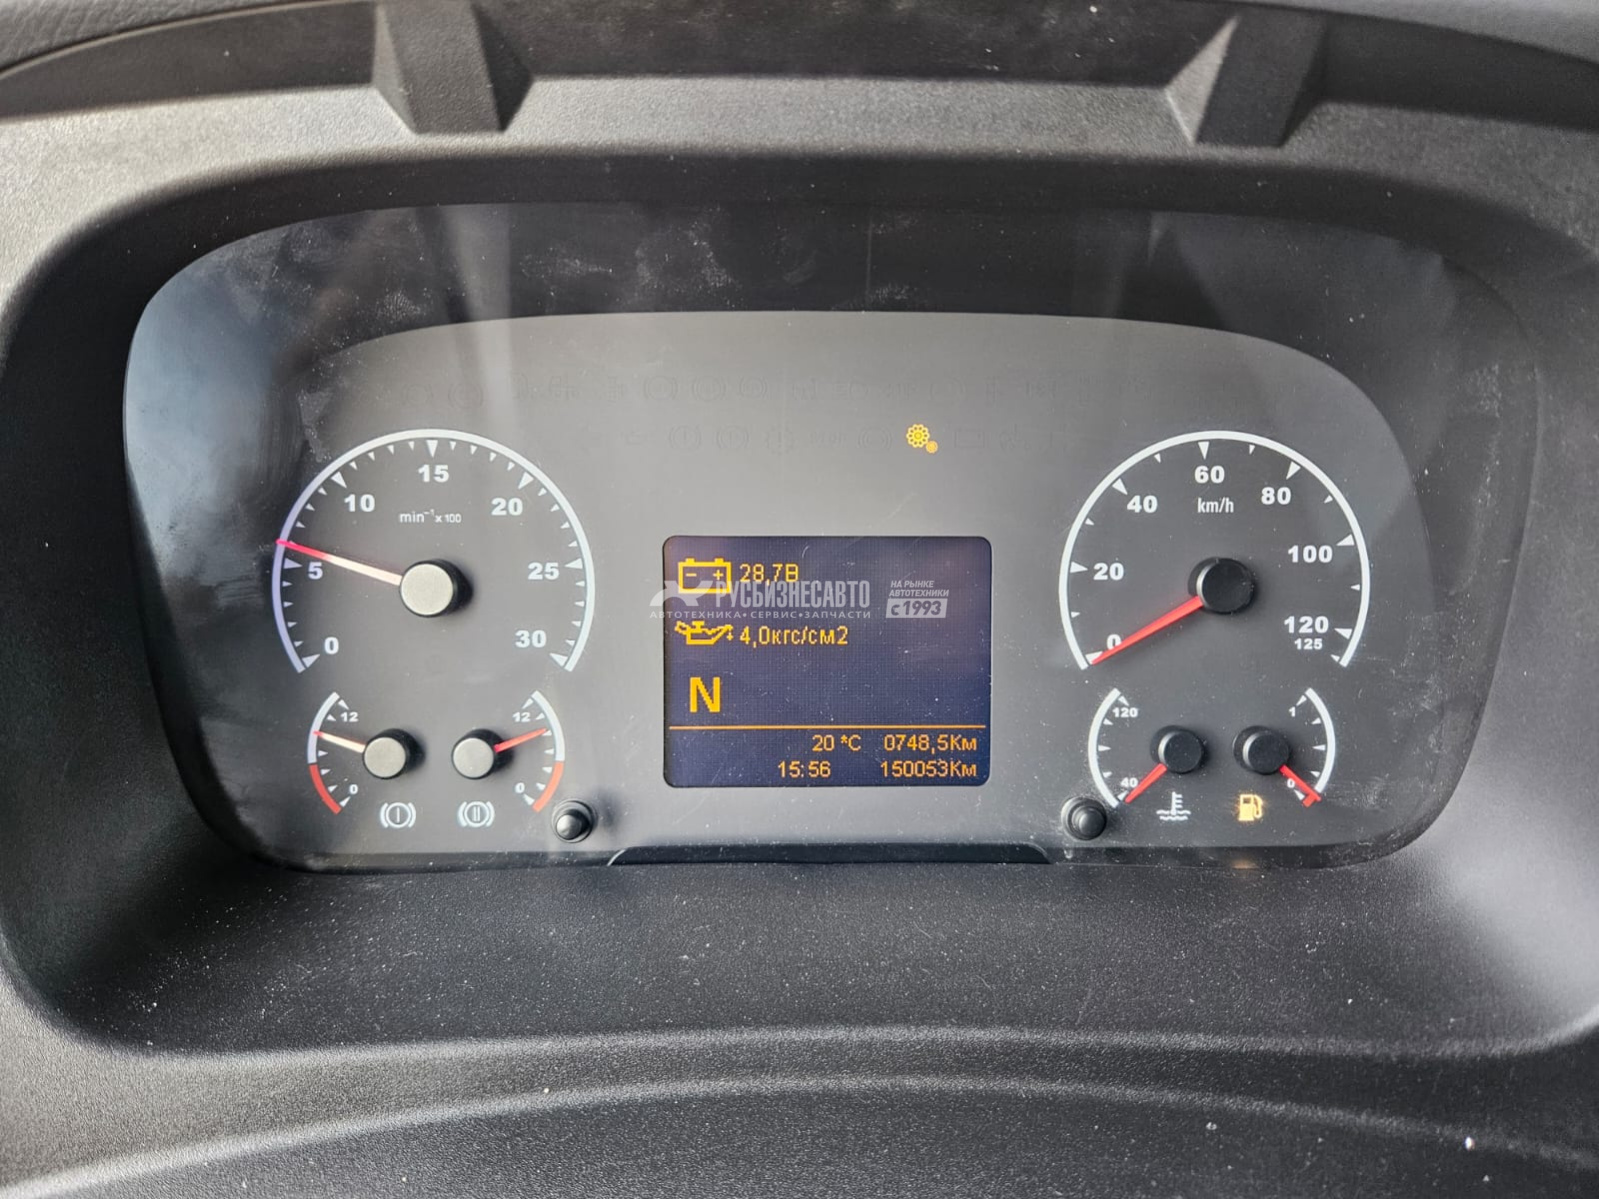 15
10
20
min⁻¹ x 100
5
25
0
30
12
0
12
0
28,7В
4,0кгс/см2
N
20 °C 0748,5Км
15:56 150053Км
РУСЬБИЗНЕСАВТО
АВТОТЕХНИКА•СЕРВИС•ЗАПЧАСТИ
НА РЫНКЕ
АВТОТЕХНИКИ
с 1993
60
40
80
km/h
20
100
0
120
125
120
40
1
0